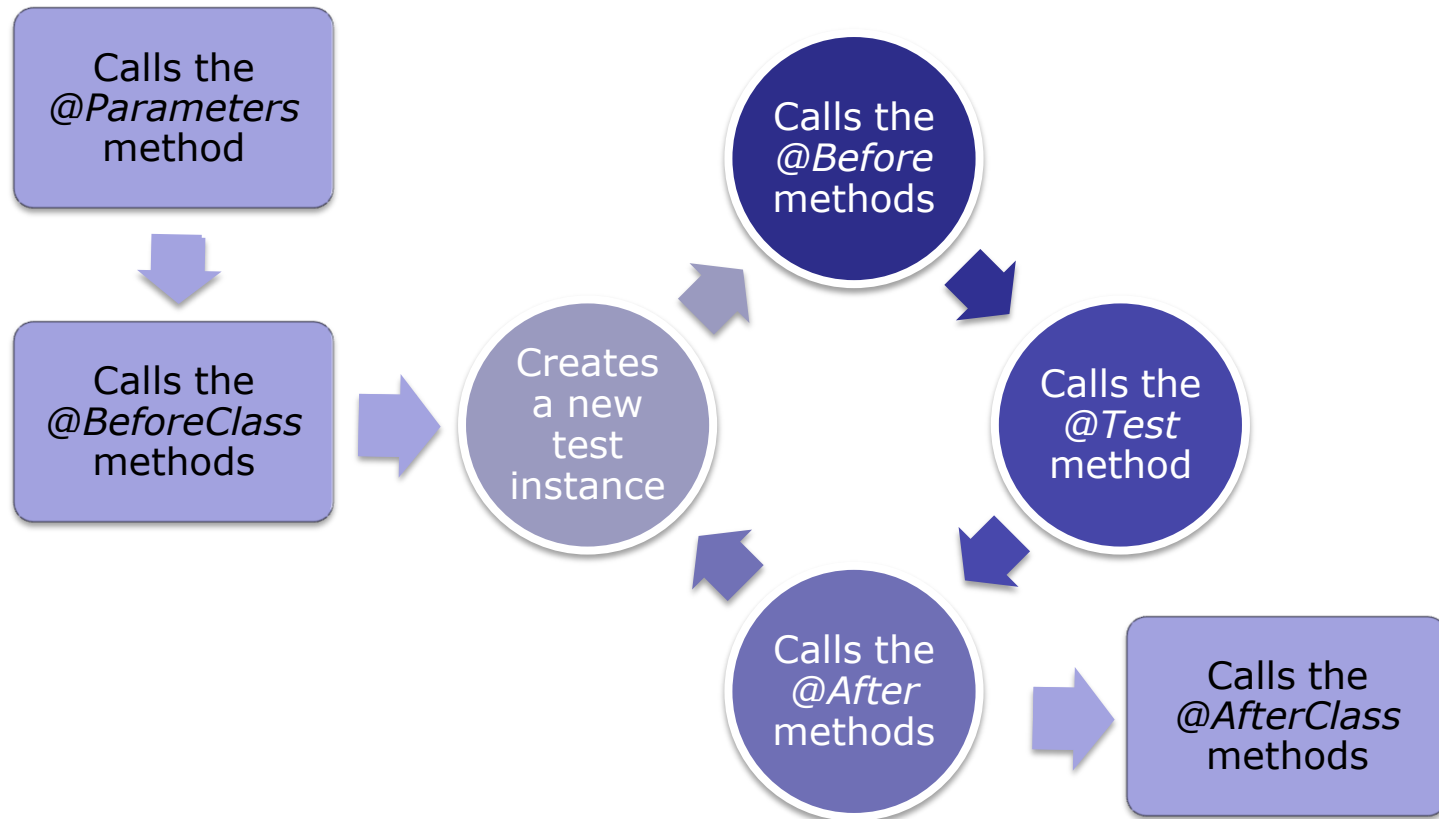 Calls the
@Parameters
method
Calls the
@BeforeClass
methods
Creates
a new
test
instance
Calls the
@Before
methods
Calls the
@Test
method
Calls the
@After
methods
Calls the
@AfterClass
methods